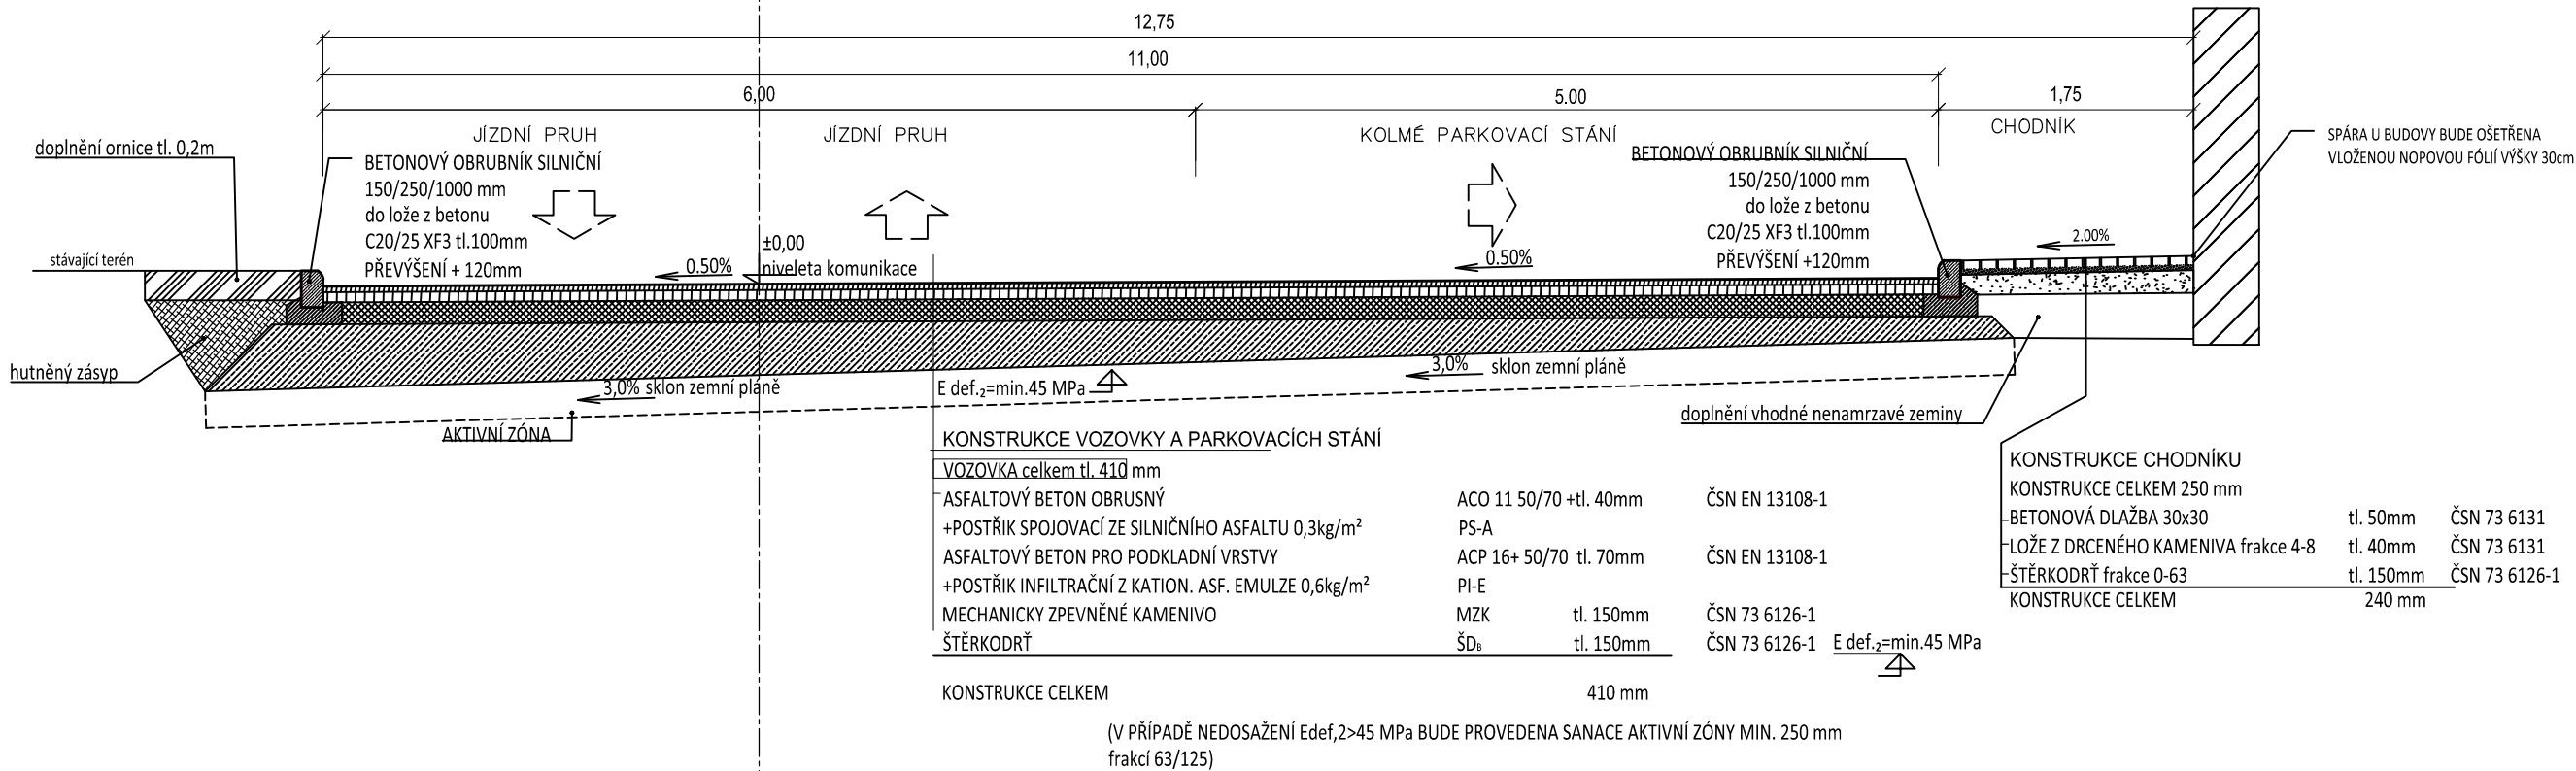 12,75
11,00
6,00
5.00
1,75
JÍZDNÍ PRUH
JÍZDNÍ PRUH
KOLMÉ PARKOVACÍ STÁNÍ
CHODNÍK
SPÁRA U BUDOVY BUDE OŠETŘENA
VLOŽENOU NOPOVOU FÓLIÍ VÝŠKY 30cm
doplnění ornice tl. 0,2m
BETONOVÝ OBRUBNÍK SILNIČNÍ
150/250/1000 mm
do lože z betonu
C20/25 XF3 tl.100mm
PŘEVÝŠENÍ + 120mm
BETONOVÝ OBRUBNÍK SILNIČNÍ
150/250/1000 mm
do lože z betonu
C20/25 XF3 tl.100mm
PŘEVÝŠENÍ +120mm
stávající terén
0.50%
±0,00
niveleta komunikace
0.50%
2.00%
hutněný zásyp
3,0% sklon zemní pláně
E def.₂=min.45 MPa
3,0% sklon zemní pláně
AKTIVNÍ ZÓNA
doplnění vhodné nenamrzavé zeminy
KONSTRUKCE VOZOVKY A PARKOVACÍCH STÁNÍ
VOZOVKA celkem tl. 410 mm
ASFALTOVÝ BETON OBRUSNÝ ACO 11 50/70 +tl. 40mm ČSN EN 13108-1
+POSTŘIK SPOJOVACÍ ZE SILNIČNÍHO ASFALTU 0,3kg/m² PS-A
ASFALTOVÝ BETON PRO PODKLADNÍ VRSTVY ACP 16+ 50/70 tl. 70mm ČSN EN 13108-1
+POSTŘIK INFILTRAČNÍ Z KATION. ASF. EMULZE 0,6kg/m² PI-E
MECHANICKY ZPEVNĚNÉ KAMENIVO MZK tl. 150mm ČSN 73 6126-1
ŠTĚRKODRŤ ŠDB tl. 150mm ČSN 73 6126-1 E def.₂=min.45 MPa
KONSTRUKCE CELKEM 410 mm
(V PŘÍPADĚ NEDOSAŽENÍ Edef,2>45 MPa BUDE PROVEDENA SANACE AKTIVNÍ ZÓNY MIN. 250 mm
frakcí 63/125)
KONSTRUKCE CHODNÍKU
KONSTRUKCE CELKEM 250 mm
BETONOVÁ DLAŽBA 30x30 tl. 50mm ČSN 73 6131
LOŽE Z DRCENÉHO KAMENIVA frakce 4-8 tl. 40mm ČSN 73 6131
ŠTĚRKODRŤ frakce 0-63 tl. 150mm ČSN 73 6126-1
KONSTRUKCE CELKEM 240 mm